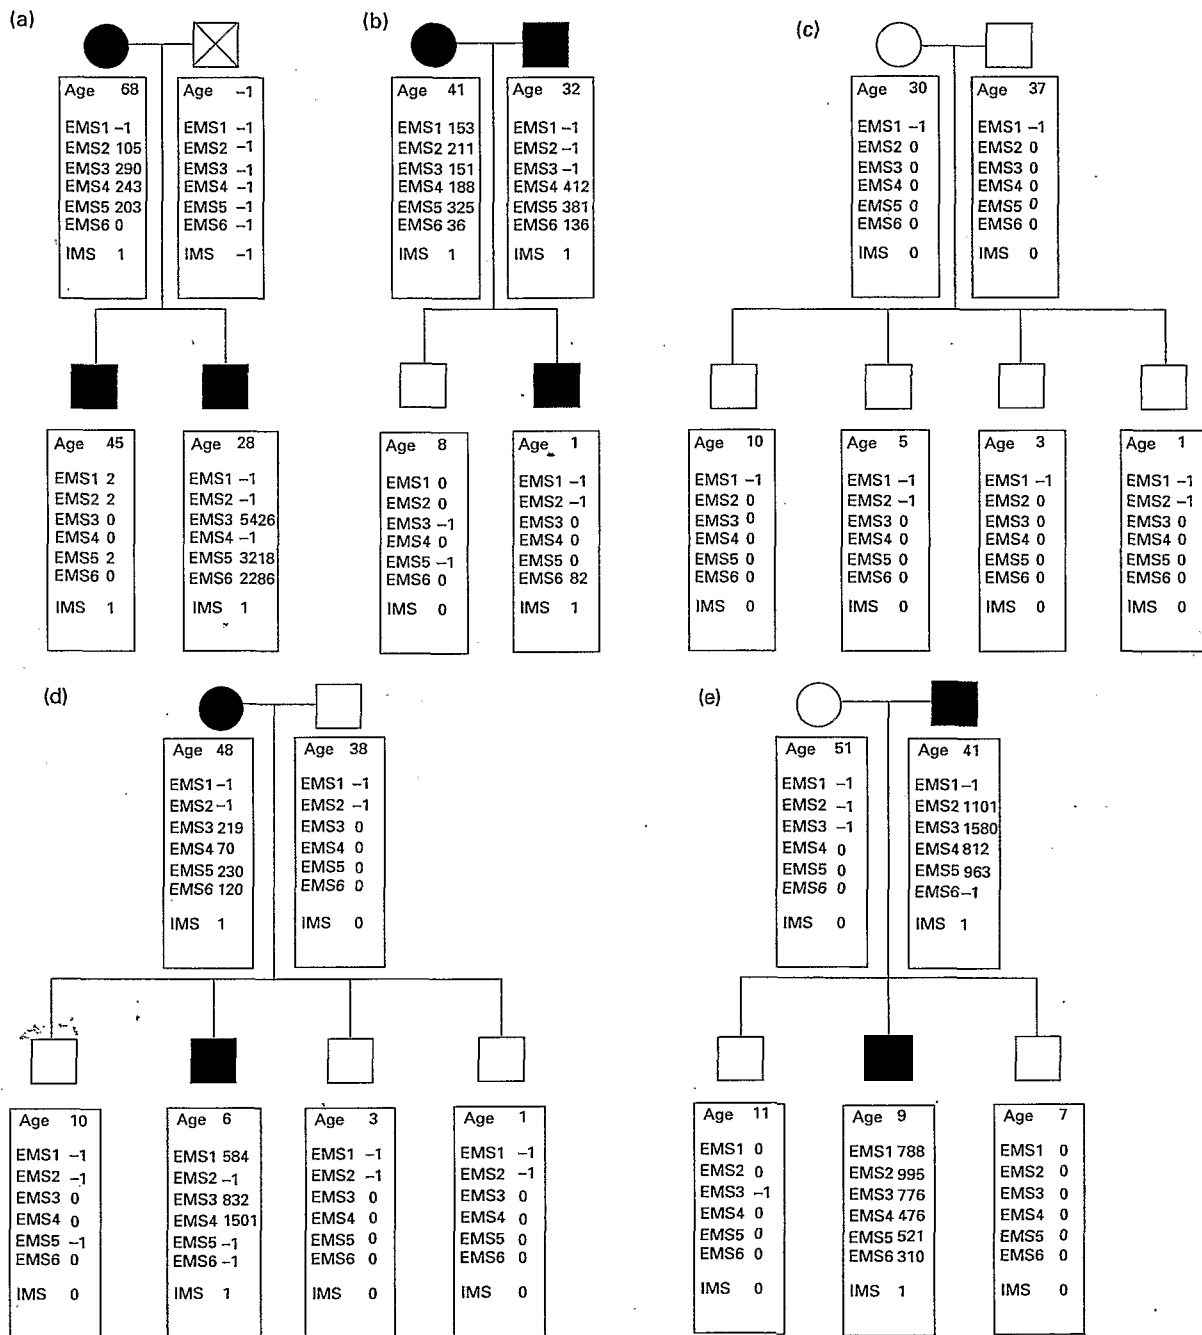 (a)
Age 68
EMS1 –1
EMS2 105
EMS3 290
EMS4 243
EMS5 203
EMS6 0
IMS 1
Age –1
EMS1 –1
EMS2 –1
EMS3 –1
EMS4 –1
EMS5 –1
EMS6 –1
IMS –1
Age 45
EMS1 2
EMS2 2
EMS3 0
EMS4 0
EMS5 2
EMS6 0
IMS 1
Age 28
EMS1 –1
EMS2 –1
EMS3 5426
EMS4 –1
EMS5 3218
EMS6 2286
IMS 1
(b)
Age 41
EMS1 153
EMS2 211
EMS3 151
EMS4 188
EMS5 325
EMS6 36
IMS 1
Age 32
EMS1 –1
EMS2 –1
EMS3 –1
EMS4 412
EMS5 381
EMS6 136
IMS 1
Age 8
EMS1 0
EMS2 0
EMS3 –1
EMS4 0
EMS5 –1
EMS6 0
IMS 0
Age 1
EMS1 –1
EMS2 –1
EMS3 0
EMS4 0
EMS5 0
EMS6 82
IMS 1
(c)
Age 30
EMS1 –1
EMS2 0
EMS3 0
EMS4 0
EMS5 0
EMS6 0
IMS 0
Age 37
EMS1 –1
EMS2 0
EMS3 0
EMS4 0
EMS5 0
EMS6 0
IMS 0
Age 10
EMS1 –1
EMS2 0
EMS3 0
EMS4 0
EMS5 0
EMS6 0
IMS 0
Age 5
EMS1 –1
EMS2 –1
EMS3 0
EMS4 0
EMS5 0
EMS6 0
IMS 0
Age 3
EMS1 –1
EMS2 0
EMS3 0
EMS4 0
EMS5 0
EMS6 0
IMS 0
Age 1
EMS1 –1
EMS2 –1
EMS3 0
EMS4 0
EMS5 0
EMS6 0
IMS 0
(d)
Age 48
EMS1 –1
EMS2 –1
EMS3 219
EMS4 70
EMS5 230
EMS6 120
IMS 1
Age 38
EMS1 –1
EMS2 –1
EMS3 0
EMS4 0
EMS5 0
EMS6 0
IMS 0
Age 10
EMS1 –1
EMS2 –1
EMS3 0
EMS4 0
EMS5 –1
EMS6 0
IMS 0
Age 6
EMS1 584
EMS2 –1
EMS3 832
EMS4 1501
EMS5 –1
EMS6 –1
IMS 1
Age 3
EMS1 –1
EMS2 –1
EMS3 0
EMS4 0
EMS5 0
EMS6 0
IMS 0
Age 1
EMS1 –1
EMS2 –1
EMS3 0
EMS4 0
EMS5 0
EMS6 0
IMS 0
(e)
Age 51
EMS1 –1
EMS2 –1
EMS3 –1
EMS4 0
EMS5 0
EMS6 0
IMS 0
Age 41
EMS1 –1
EMS2 1101
EMS3 1580
EMS4 812
EMS5 963
EMS6 –1
IMS 1
Age 11
EMS1 0
EMS2 0
EMS3 –1
EMS4 0
EMS5 0
EMS6 0
IMS 0
Age 9
EMS1 788
EMS2 995
EMS3 776
EMS4 476
EMS5 521
EMS6 310
IMS 1
Age 7
EMS1 0
EMS2 0
EMS3 0
EMS4 0
EMS5 0
EMS6 0
IMS 0